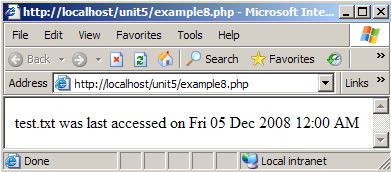 http://localhost/unit5/example8.php - Microsoft Inte...
File Edit View Favorites Tools Help
Back Search Favorites »
Address http://localhost/unit5/example8.php Links »
test.txt was last accessed on Fri 05 Dec 2008 12:00 AM
Done Local intranet